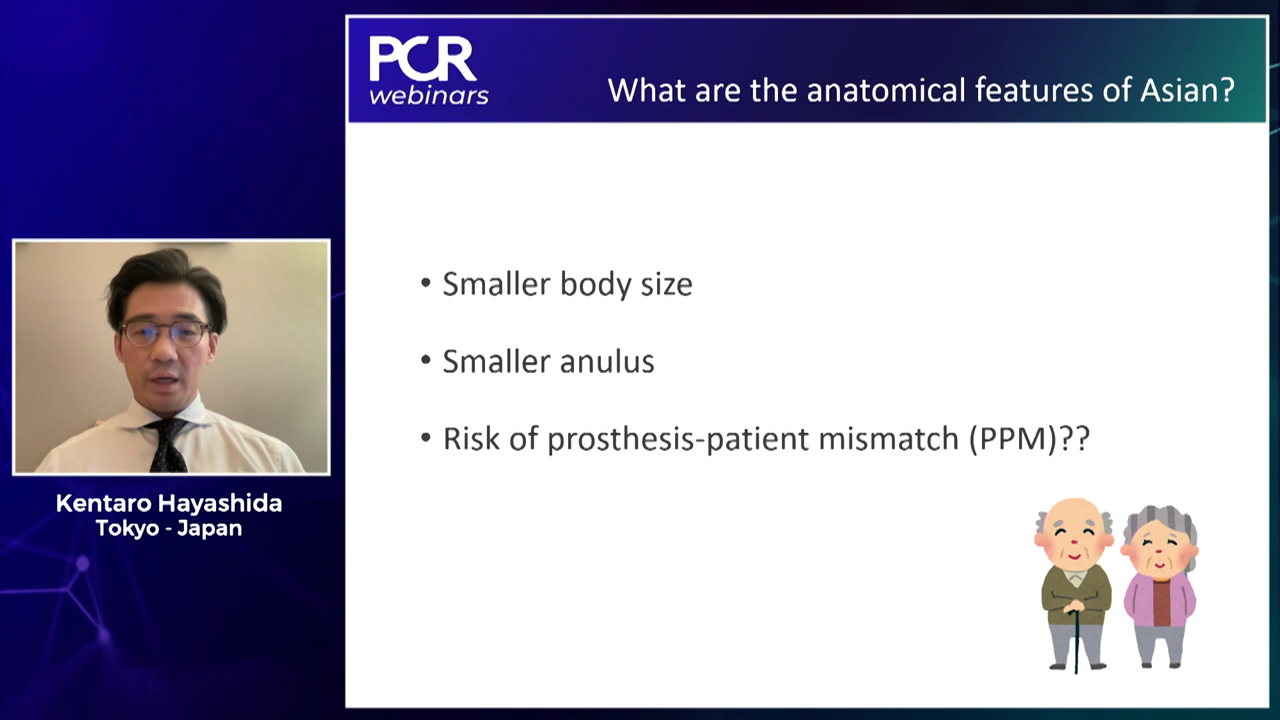 PCR
webinars
What are the anatomical features of Asian?
• Smaller body size
• Smaller anulus
• Risk of prosthesis-patient mismatch (PPM)??
Kentaro Hayashida
Tokyo - Japan